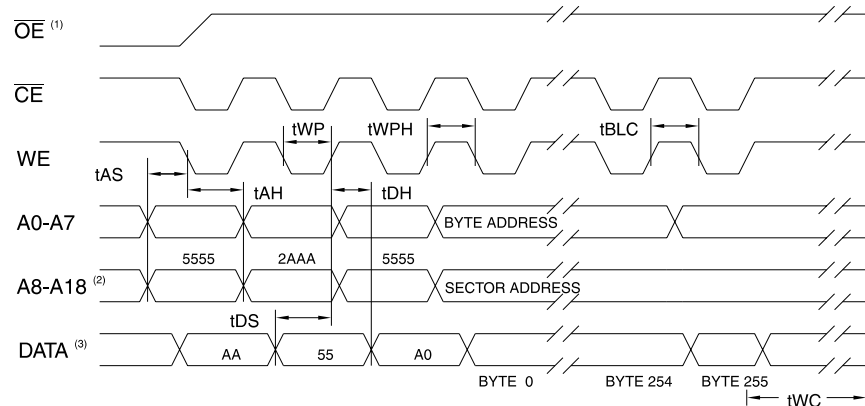 OE (1)
CE
tWP tWPH tBLC
WE
tAS
tAH tDH
A0-A7 BYTE ADDRESS
5555 2AAA 5555
A8-A18 (2) SECTOR ADDRESS
tDS
DATA (3) AA 55 A0
BYTE 0 BYTE 254 BYTE 255
tWC